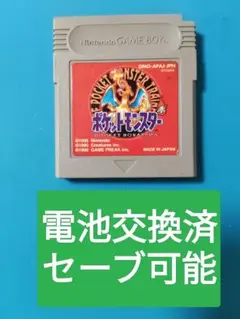 Nintendo GAME BOY
DMG-APAJ-JPN
POCKET MONSTER TRAIN
ポケットモンスター
©1995 Nintendo
©1995 Creatures inc.
©1995 GAME FREAK inc.
MADE IN JAPAN
電池交換済
セーブ可能